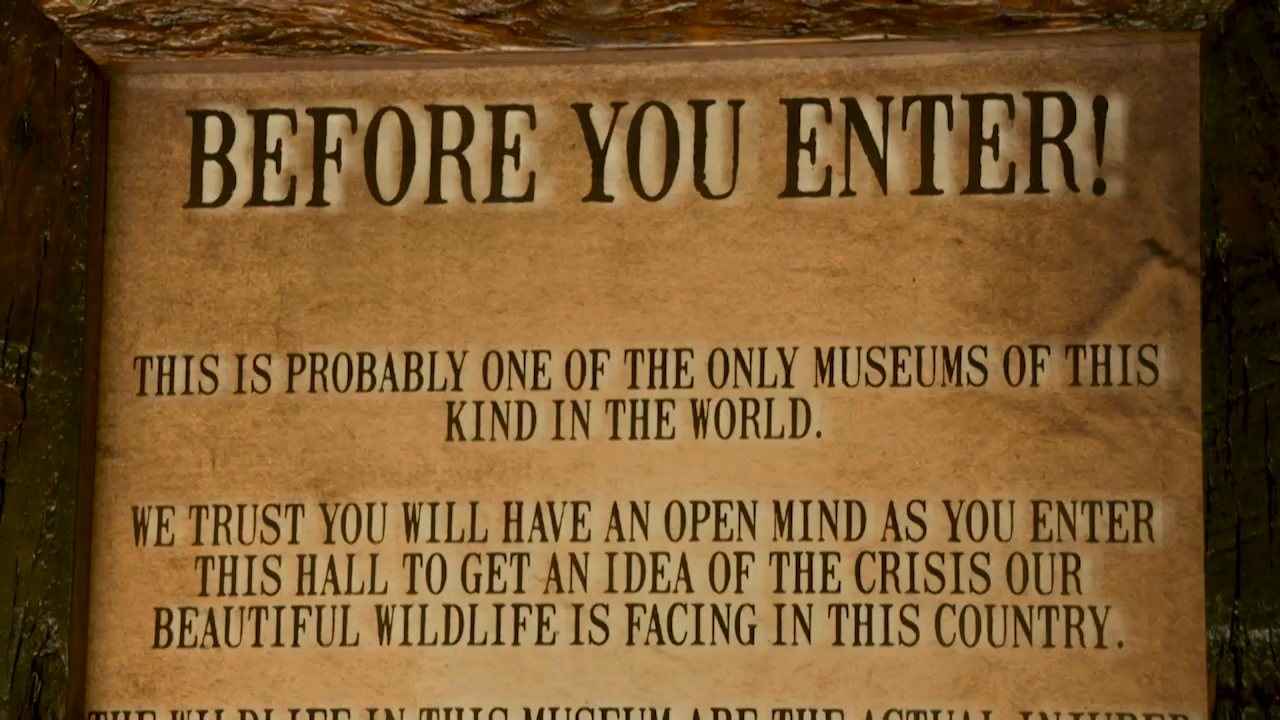 BEFORE YOU ENTER!
THIS IS PROBABLY ONE OF THE ONLY MUSEUMS OF THIS
KIND IN THE WORLD.
WE TRUST YOU WILL HAVE AN OPEN MIND AS YOU ENTER
THIS HALL TO GET AN IDEA OF THE CRISIS OUR
BEAUTIFUL WILDLIFE IS FACING IN THIS COUNTRY.
THE WILDLIFE IN THIS MUSEUM ARE THE ACTUAL INJURED